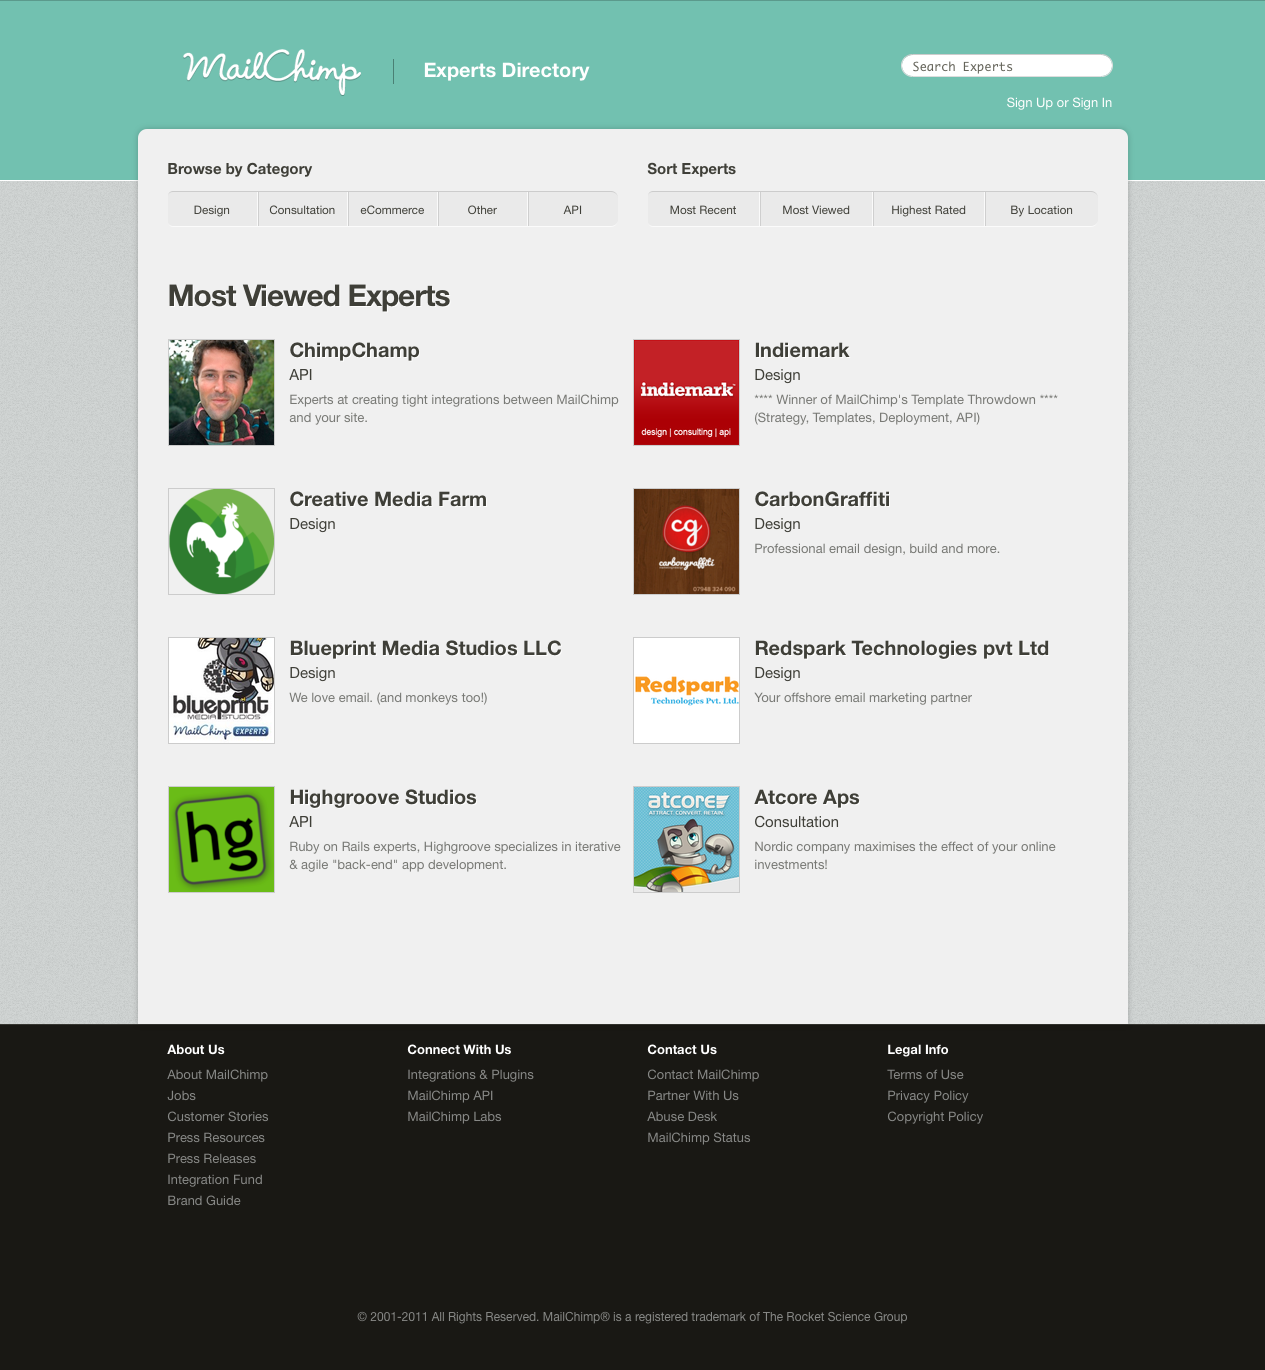 MailChimp
Experts Directory
Search Experts
Sign Up or Sign In
Browse by Category
Design
Consultation
eCommerce
Other
API
Sort Experts
Most Recent
Most Viewed
Highest Rated
By Location
Most Viewed Experts
ChimpChamp
API
Experts at creating tight integrations between MailChimp
and your site.
indiemark
design | consulting | api
Indiemark
Design
**** Winner of MailChimp's Template Throwdown ****
(Strategy, Templates, Deployment, API)
Creative Media Farm
Design
cg
carbongraffiti
07948 324 090
CarbonGraffiti
Design
Professional email design, build and more.
blueprint
MEDIA STUDIOS
MailChimp EXPERTS
Blueprint Media Studios LLC
Design
We love email. (and monkeys too!)
Redspark
Technologies Pvt. Ltd.
Redspark Technologies pvt Ltd
Design
Your offshore email marketing partner
hg
Highgroove Studios
API
Ruby on Rails experts, Highgroove specializes in iterative
& agile "back-end" app development.
atcore
ATTRACT CONVERT RETAIN
Atcore Aps
Consultation
Nordic company maximises the effect of your online
investments!
About Us
About MailChimp
Jobs
Customer Stories
Press Resources
Press Releases
Integration Fund
Brand Guide
Connect With Us
Integrations & Plugins
MailChimp API
MailChimp Labs
Contact Us
Contact MailChimp
Partner With Us
Abuse Desk
MailChimp Status
Legal Info
Terms of Use
Privacy Policy
Copyright Policy
© 2001-2011 All Rights Reserved. MailChimp® is a registered trademark of The Rocket Science Group